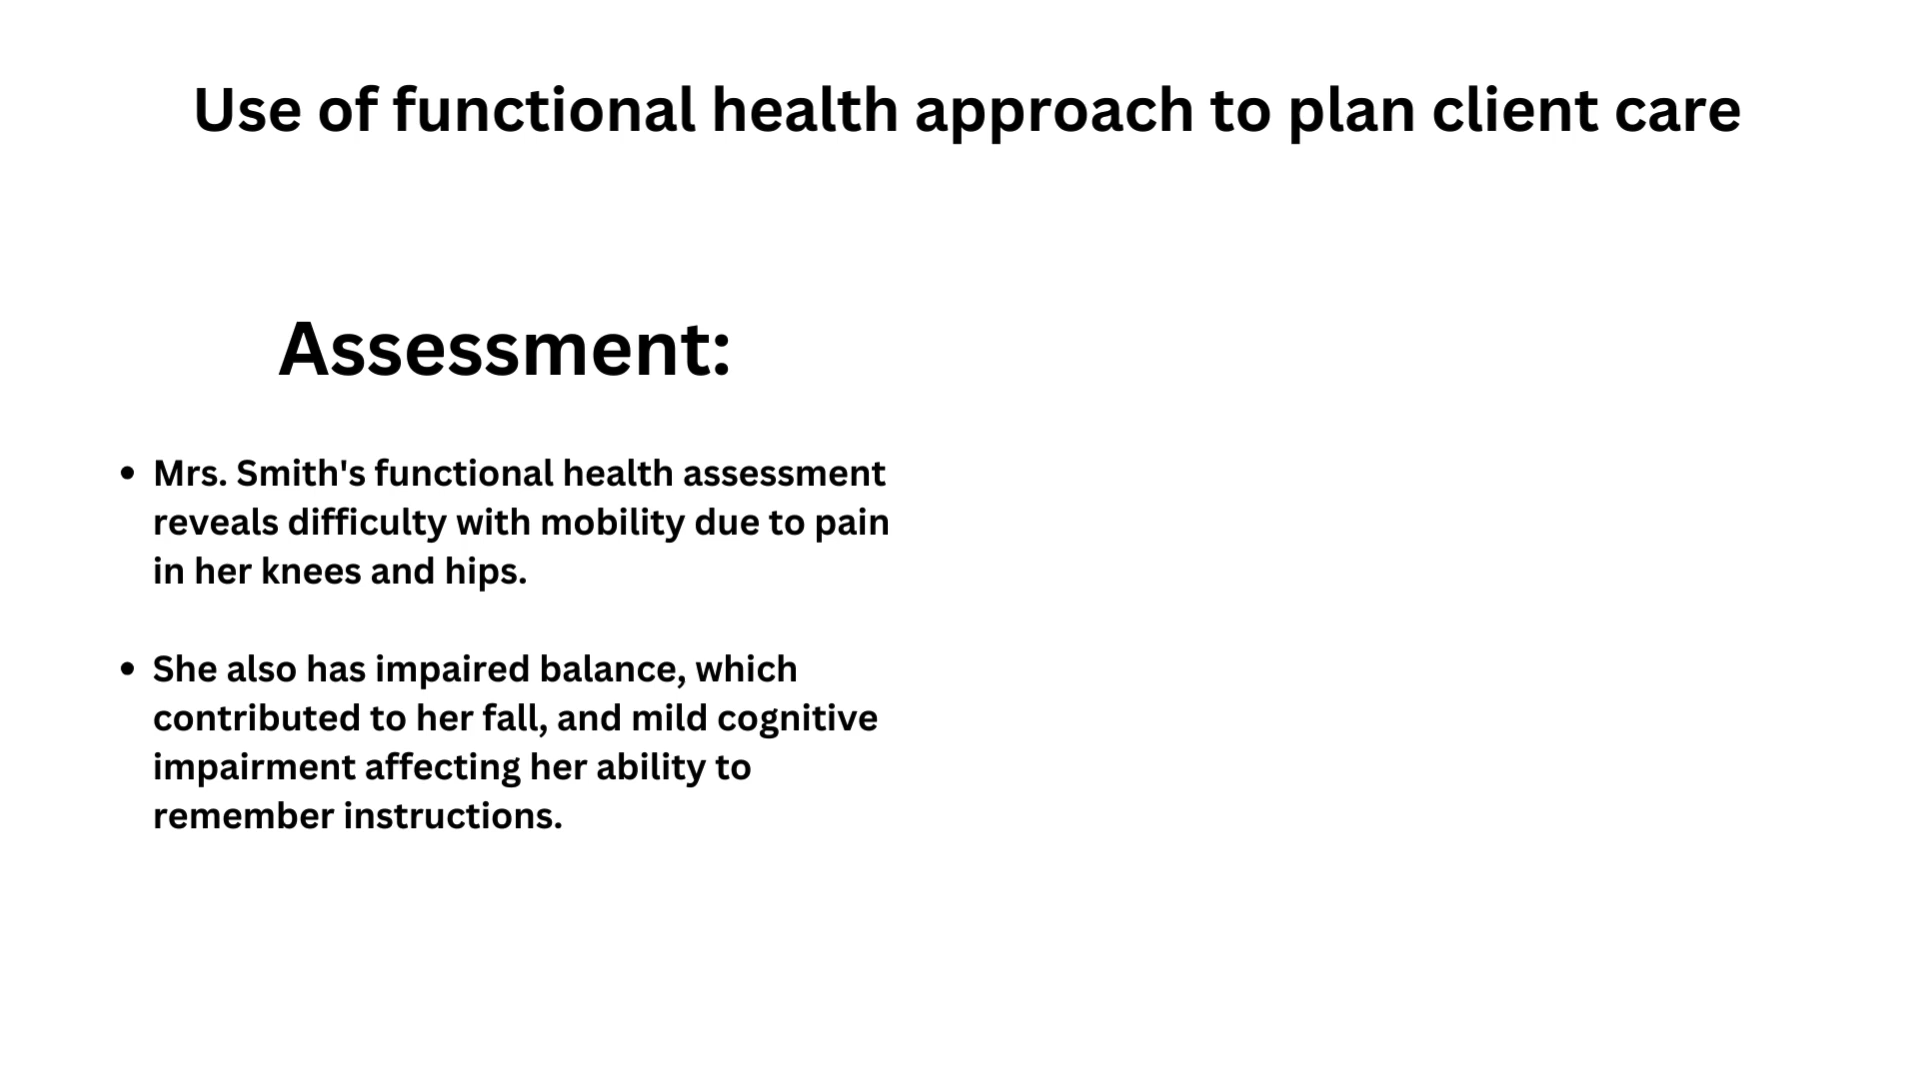 Use of functional health approach to plan client care
Assessment:
• Mrs. Smith's functional health assessment
reveals difficulty with mobility due to pain
in her knees and hips.
• She also has impaired balance, which
contributed to her fall, and mild cognitive
impairment affecting her ability to
remember instructions.